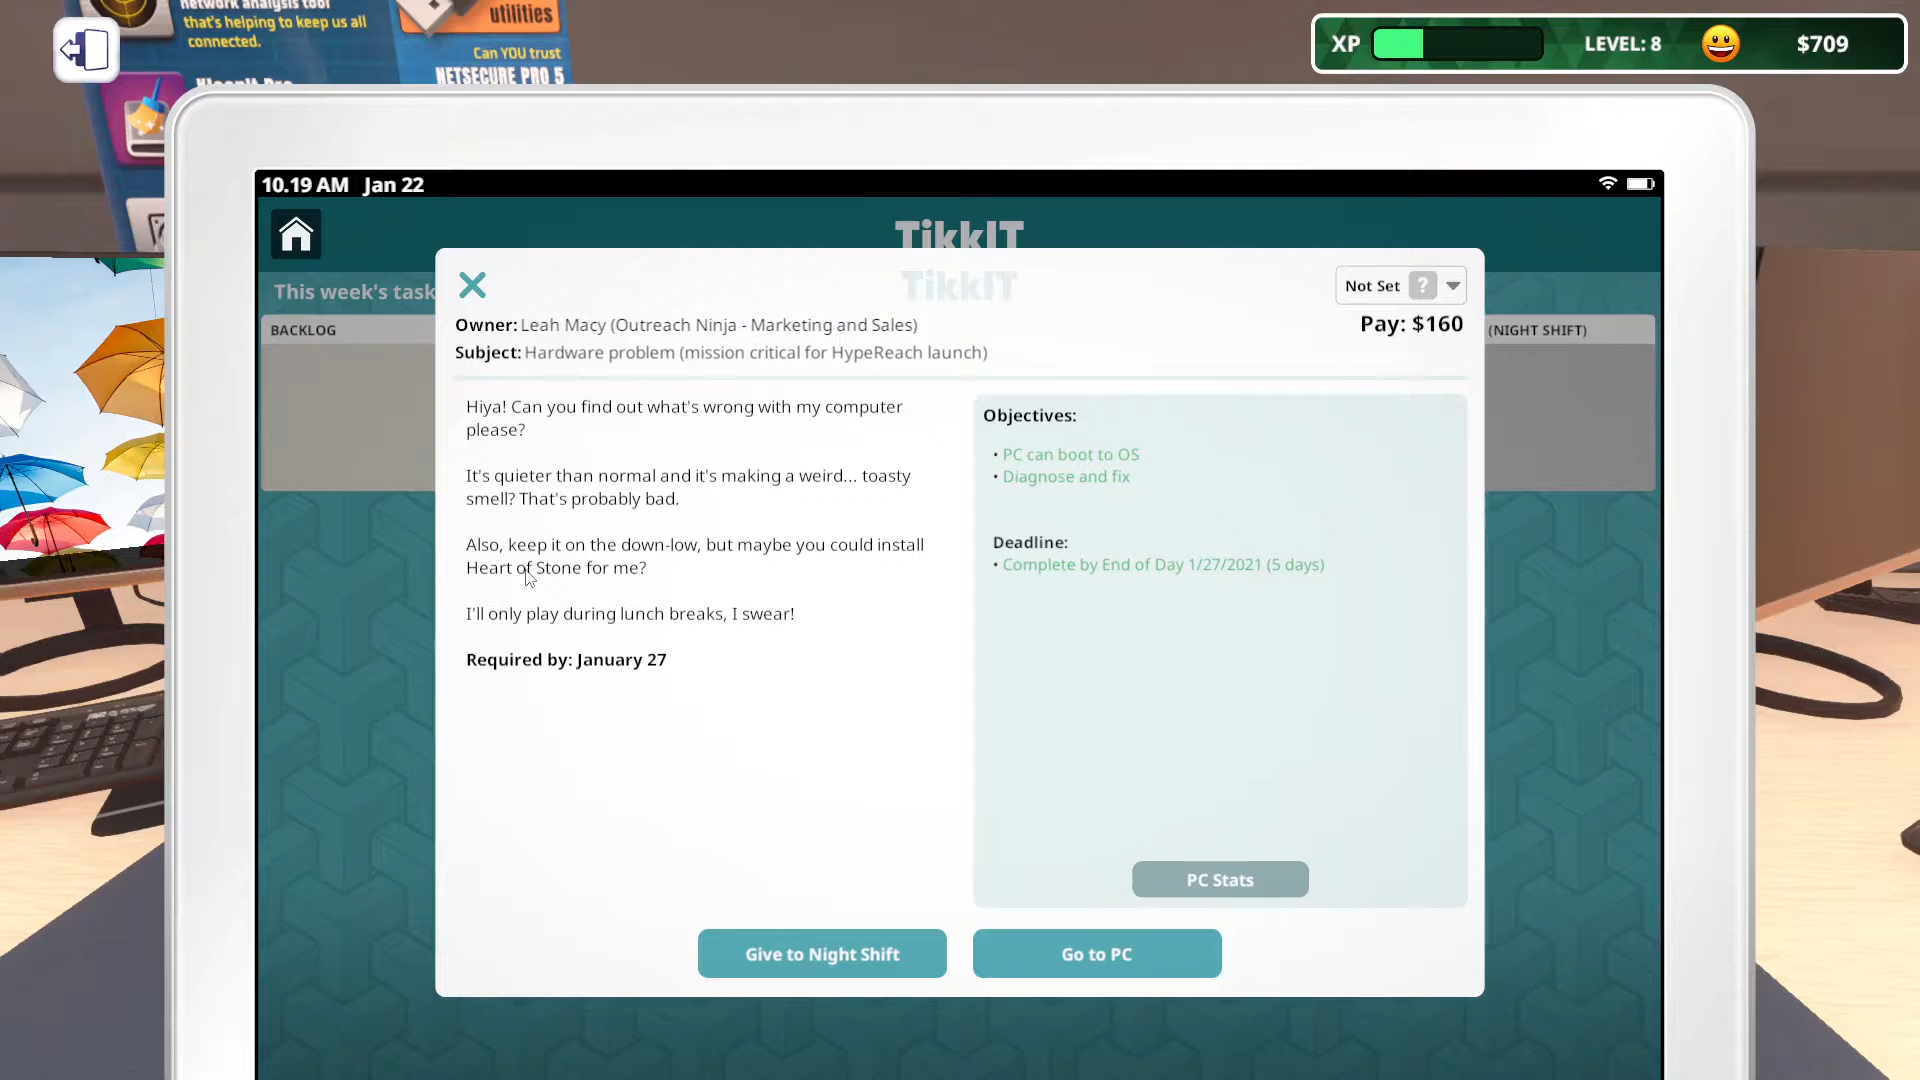 network analysis tool
that's helping to keep us all
connected.
utilities
Can YOU trust
NETSECURE PRO 5
XP
LEVEL: 8
$709
10.19 AM Jan 22
TikkIT
This week's task
BACKLOG
(NIGHT SHIFT)
TikkIT
Not Set ?
Owner: Leah Macy (Outreach Ninja - Marketing and Sales)
Pay: $160
Subject: Hardware problem (mission critical for HypeReach launch)
Hiya! Can you find out what's wrong with my computer
please?
It's quieter than normal and it's making a weird... toasty
smell? That's probably bad.
Also, keep it on the down-low, but maybe you could install
Heart of Stone for me?
I'll only play during lunch breaks, I swear!
Required by: January 27
Objectives:
• PC can boot to OS
• Diagnose and fix
Deadline:
• Complete by End of Day 1/27/2021 (5 days)
PC Stats
Give to Night Shift
Go to PC